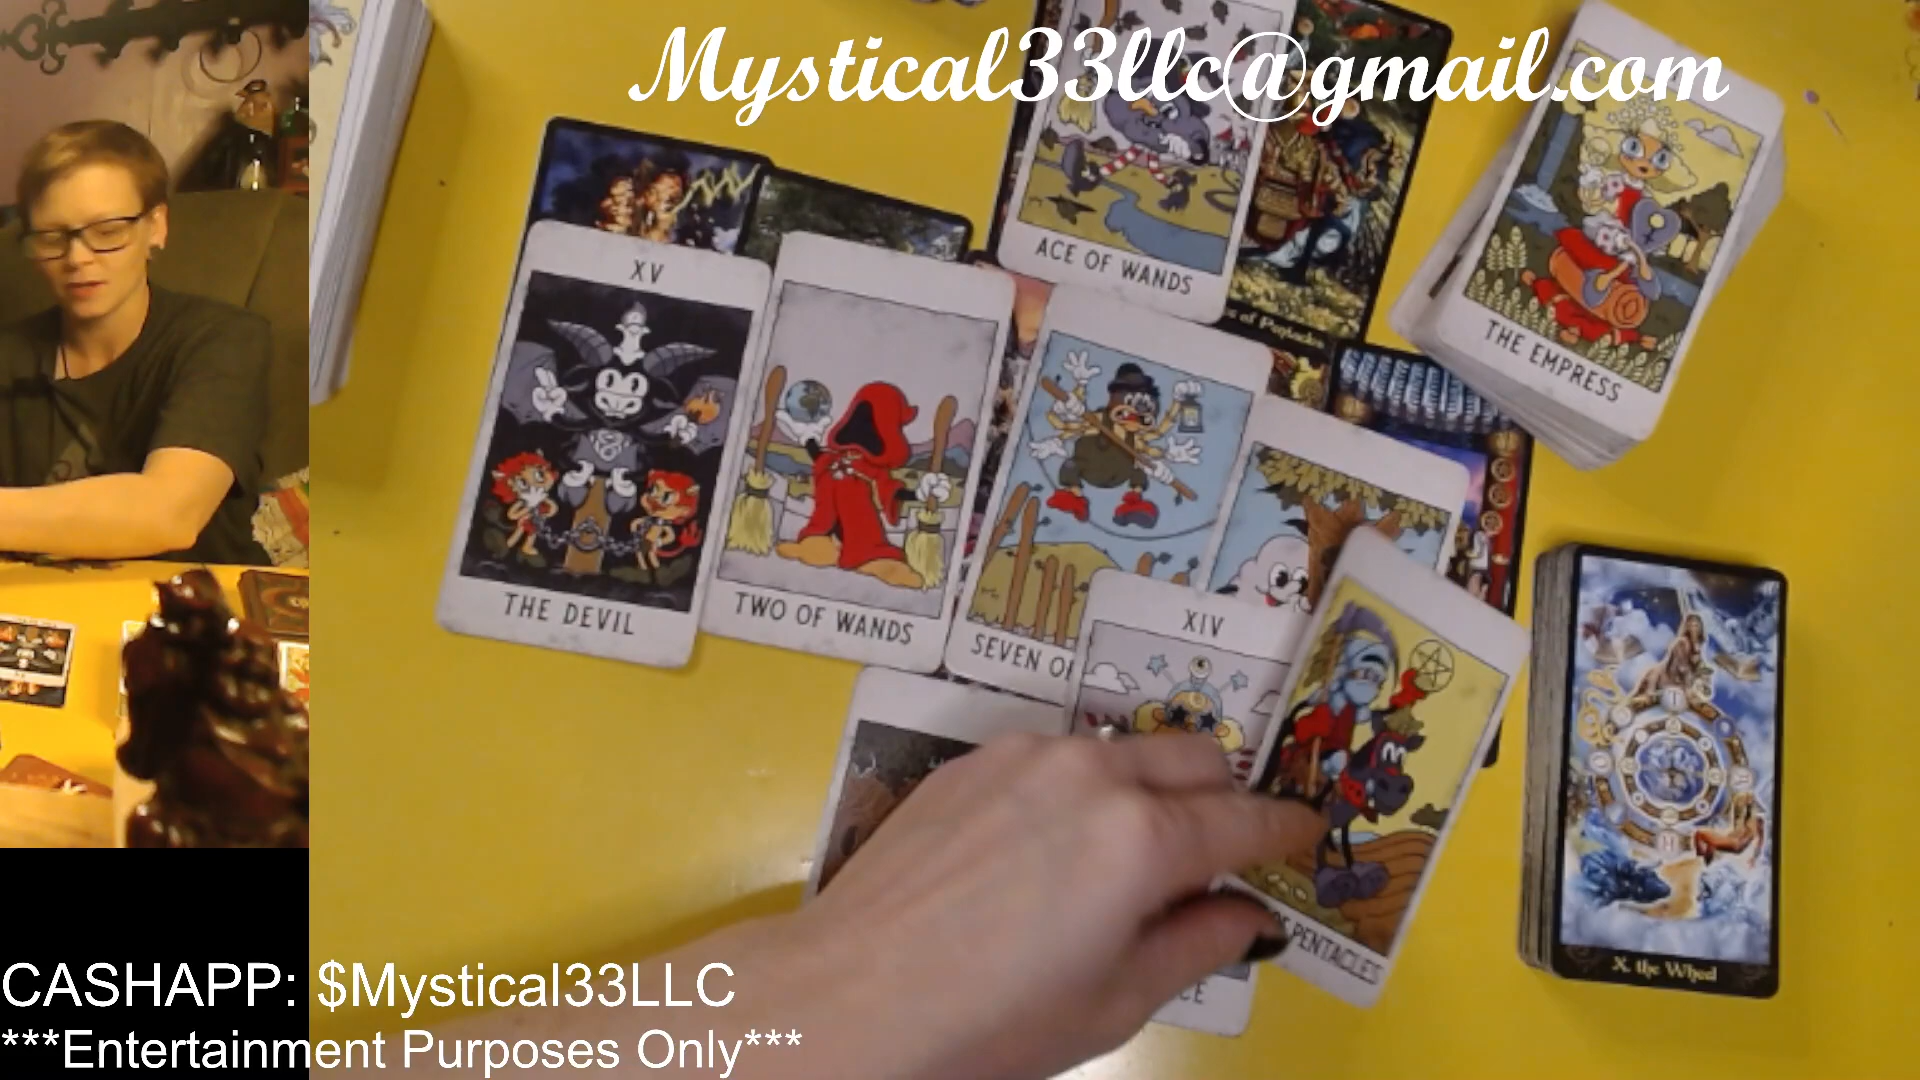 Mystical33llc@gmail.com
ACE OF WANDS
XV
THE DEVIL
TWO OF WANDS
SEVEN OF
XIV
THE EMPRESS
OF PENTACLES
X. the Wheel
CASHAPP: $Mystical33LLC
***Entertainment Purposes Only***